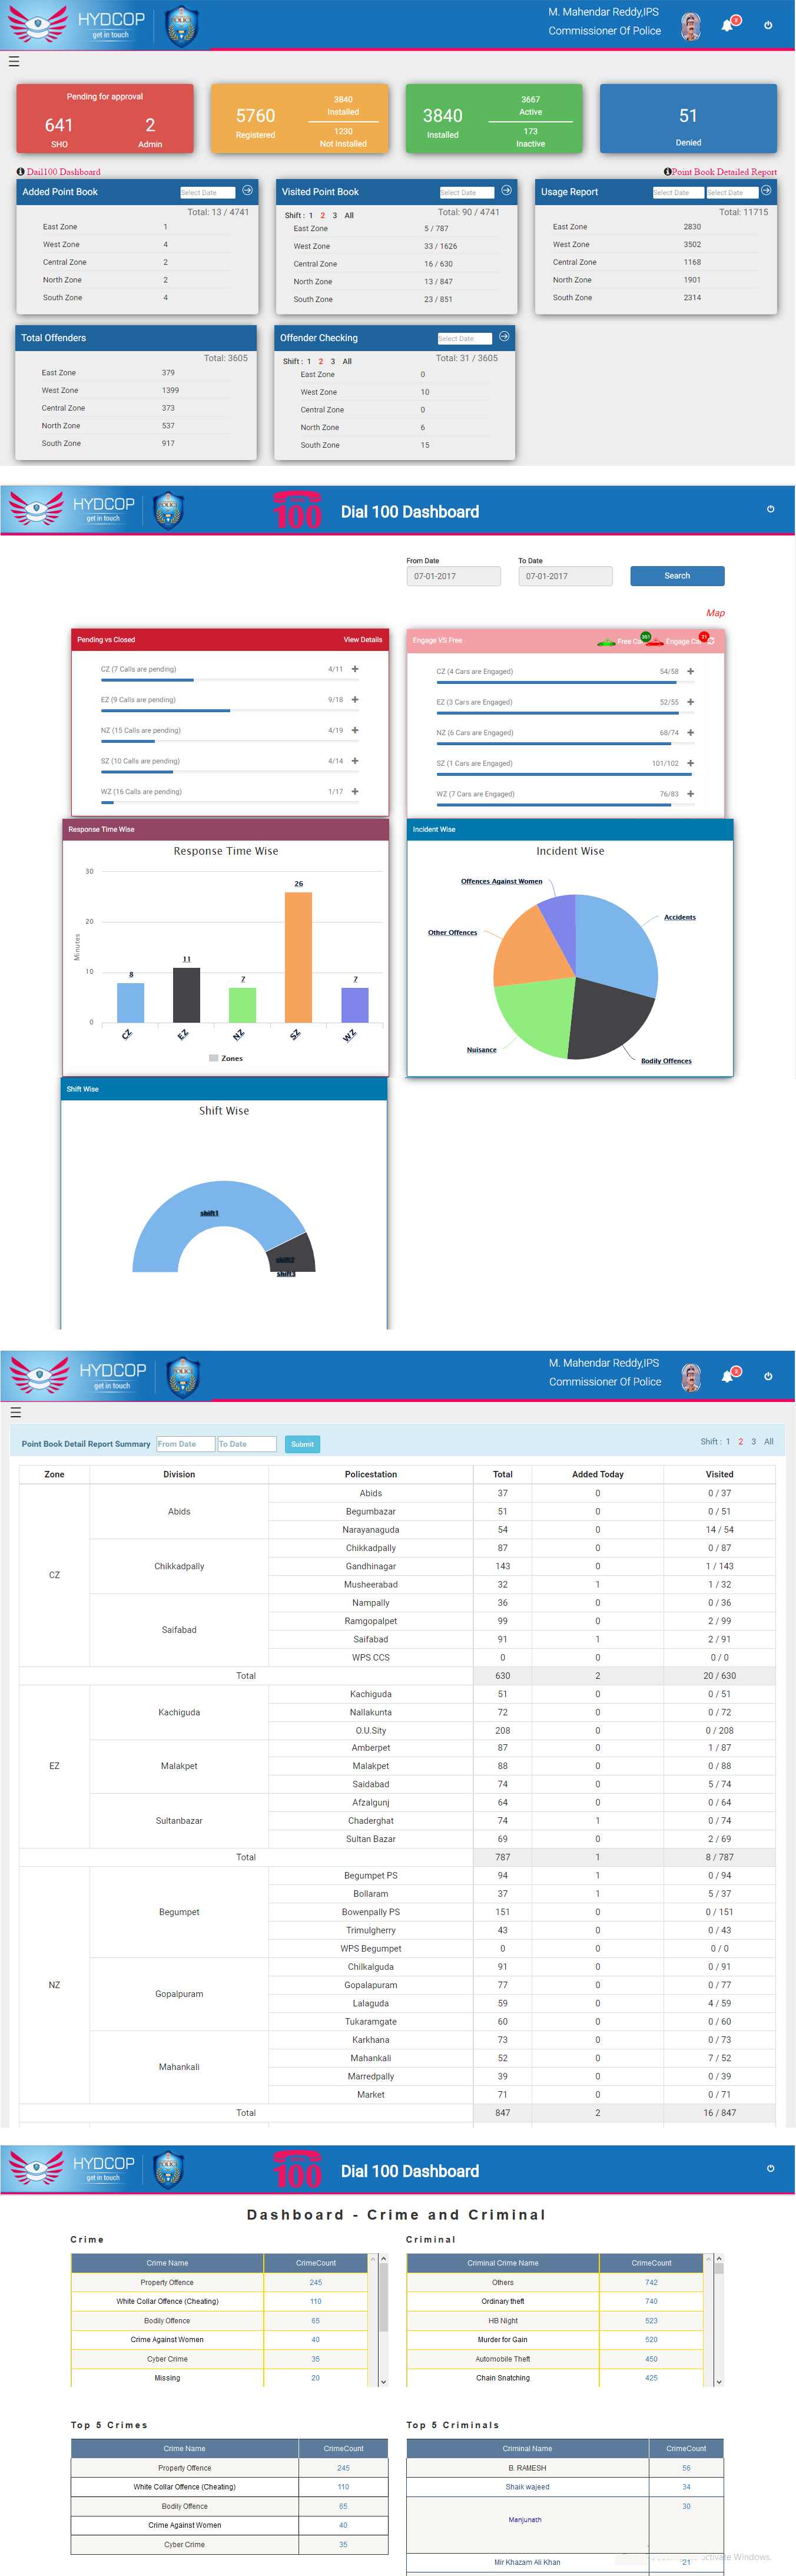 HYDCOP
get in touch
POLICE
M. Mahendar Reddy,IPS
Commissioner Of Police
3
Pending for approval
641
SHO
2
Admin
5760
Registered
3840
Installed
1230
Not Installed
3840
Installed
3667
Active
173
Inactive
51
Denied
Dail100 Dashboard
Point Book Detailed Report
Added Point Book
Select Date
Total: 13 / 4741
East Zone 1
West Zone 4
Central Zone 2
North Zone 2
South Zone 4
Visited Point Book
Select Date
Shift : 1 2 3 All
Total: 90 / 4741
East Zone 5 / 787
West Zone 33 / 1626
Central Zone 16 / 630
North Zone 13 / 847
South Zone 23 / 851
Usage Report
Select Date Select Date
Total: 11715
East Zone 2830
West Zone 3502
Central Zone 1168
North Zone 1901
South Zone 2314
Total Offenders
Total: 3605
East Zone 379
West Zone 1399
Central Zone 373
North Zone 537
South Zone 917
Offender Checking
Select Date
Shift : 1 2 3 All
Total: 31 / 3605
East Zone 0
West Zone 10
Central Zone 0
North Zone 6
South Zone 15
HYDCOP
get in touch
POLICE
100
Dial 100 Dashboard
From Date
07-01-2017
To Date
07-01-2017
Search
Map
Pending vs Closed
View Details
CZ (7 Calls are pending) 4/11
EZ (9 Calls are pending) 9/18
NZ (15 Calls are pending) 4/19
SZ (10 Calls are pending) 4/14
WZ (16 Calls are pending) 1/17
Engage VS Free
Free Ca
351
Engage Ca
21
CZ (4 Cars are Engaged) 54/58
EZ (3 Cars are Engaged) 52/55
NZ (6 Cars are Engaged) 68/74
SZ (1 Cars are Engaged) 101/102
WZ (7 Cars are Engaged) 76/83
Response Time Wise
Response Time Wise
Minutes
30
20
10
0
8
11
7
26
7
CZ
EZ
NZ
SZ
WZ
Zones
Incident Wise
Incident Wise
Offences Against Women
Accidents
Other Offences
Nuisance
Bodily Offences
Shift Wise
Shift Wise
shift1
shift2
shift3
HYDCOP
get in touch
POLICE
M. Mahendar Reddy,IPS
Commissioner Of Police
3
Point Book Detail Report Summary
From Date
To Date
Submit
Shift : 1 2 3 All
Zone Division Policestation Total Added Today Visited
CZ
Abids
Abids 37 0 0 / 37
Begumbazar 51 0 0 / 51
Narayanaguda 54 0 14 / 54
Chikkadpally
Chikkadpally 87 0 0 / 87
Gandhinagar 143 0 1 / 143
Musheerabad 32 1 1 / 32
Saifabad
Nampally 36 0 0 / 36
Ramgopalpet 99 0 2 / 99
Saifabad 91 1 2 / 91
WPS CCS 0 0 0 / 0
Total 630 2 20 / 630
EZ
Kachiguda
Kachiguda 51 0 0 / 51
Nallakunta 72 0 0 / 72
O.U.Sity 208 0 0 / 208
Malakpet
Amberpet 87 0 1 / 87
Malakpet 88 0 0 / 88
Saidabad 74 0 5 / 74
Sultanbazar
Afzalgunj 64 0 0 / 64
Chaderghat 74 1 0 / 74
Sultan Bazar 69 0 2 / 69
Total 787 1 8 / 787
NZ
Begumpet
Begumpet PS 94 1 0 / 94
Bollaram 37 1 5 / 37
Bowenpally PS 151 0 0 / 151
Trimulgherry 43 0 0 / 43
WPS Begumpet 0 0 0 / 0
Gopalpuram
Chilkalguda 91 0 0 / 91
Gopalapuram 77 0 0 / 77
Lalaguda 59 0 4 / 59
Tukaramgate 60 0 0 / 60
Mahankali
Karkhana 73 0 0 / 73
Mahankali 52 0 7 / 52
Marredpally 39 0 0 / 39
Market 71 0 0 / 71
Total 847 2 16 / 847
HYDCOP
get in touch
POLICE
100
Dial 100 Dashboard
Dashboard - Crime and Criminal
Crime
Crime Name CrimeCount
Property Offence 245
White Collar Offence (Cheating) 110
Bodily Offence 65
Crime Against Women 40
Cyber Crime 35
Missing 20
Criminal
Criminal Crime Name CrimeCount
Others 742
Ordinary theft 740
HB Night 523
Murder for Gain 520
Automobile Theft 450
Chain Snatching 425
Top 5 Crimes
Crime Name CrimeCount
Property Offence 245
White Collar Offence (Cheating) 110
Bodily Offence 65
Crime Against Women 40
Cyber Crime 35
Top 5 Criminals
Criminal Name CrimeCount
B. RAMESH 56
Shaik wajeed 34
Manjunath 30
Mir Khazam Ali Khan 21
ctivate Windows.